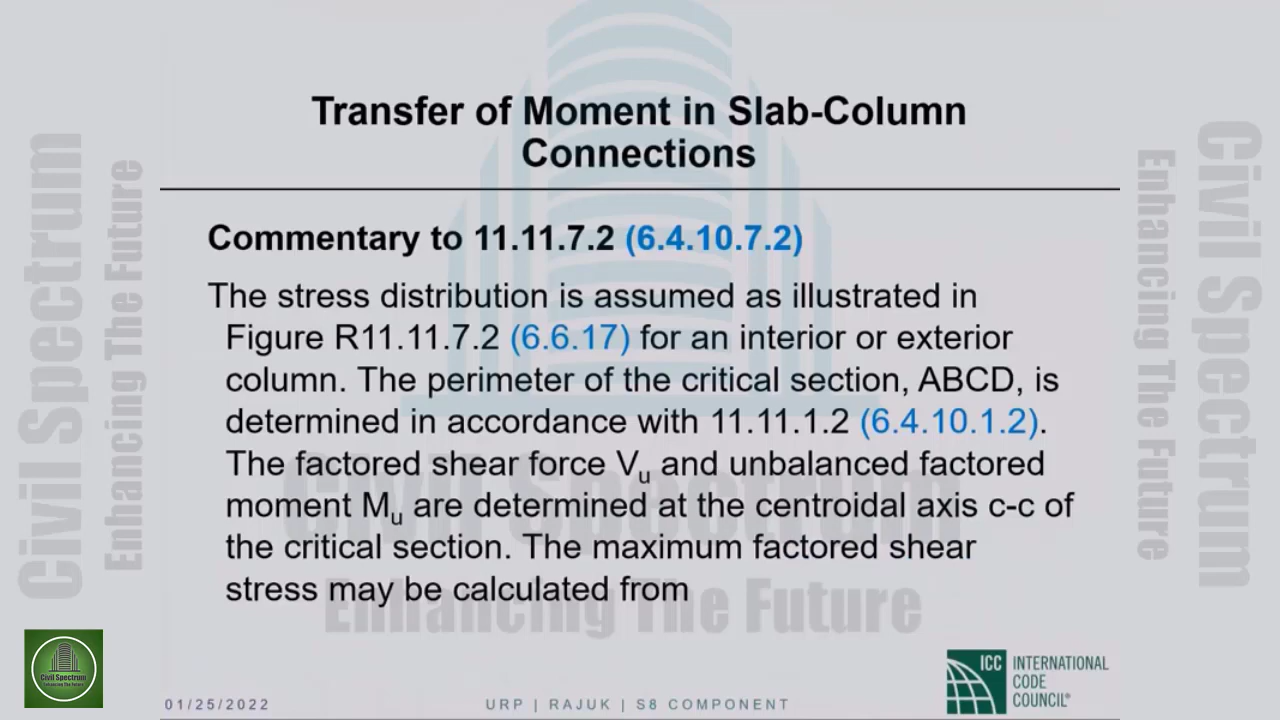 Transfer of Moment in Slab-Column
Connections
Commentary to 11.11.7.2 (6.4.10.7.2)
The stress distribution is assumed as illustrated in
Figure R11.11.7.2 (6.6.17) for an interior or exterior
column. The perimeter of the critical section, ABCD, is
determined in accordance with 11.11.1.2 (6.4.10.1.2).
The factored shear force Vu and unbalanced factored
moment Mu are determined at the centroidal axis c-c of
the critical section. The maximum factored shear
stress may be calculated from
Civil Spectrum
Enhancing The Future
Civil Spectrum
Enhancing The Future
Civil Spectrum
Enhancing The Future
Civil Spectrum
Enhancing The Future
01/25/2022
URP | RAJUK | S8 COMPONENT
ICC
INTERNATIONAL
CODE
COUNCIL®